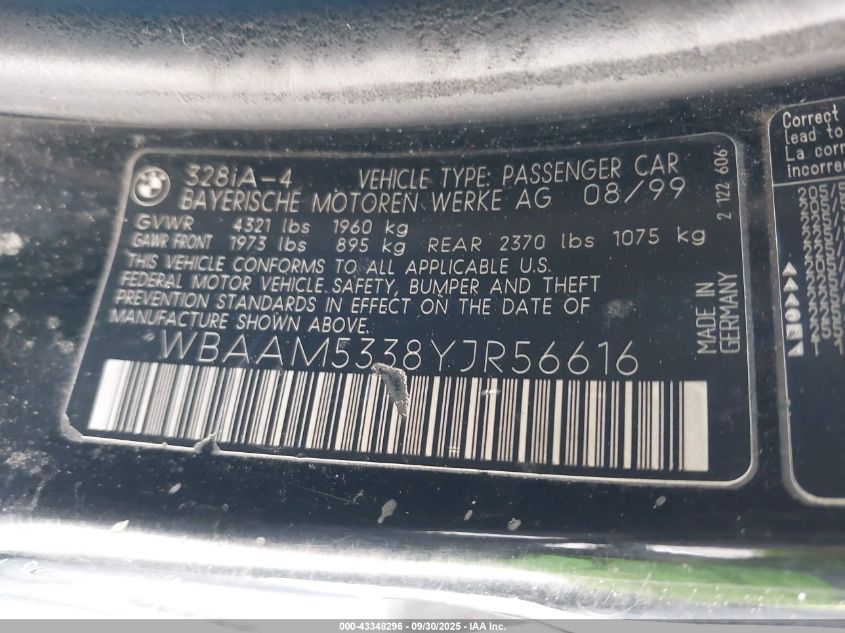 328iA-4 VEHICLE TYPE: PASSENGER CAR
BAYERISCHE MOTOREN WERKE AG 08/99
GVWR 4321 lbs 1960 kg
GAWR FRONT 1973 lbs 895 kg REAR 2370 lbs 1075 kg
THIS VEHICLE CONFORMS TO ALL APPLICABLE U.S.
FEDERAL MOTOR VEHICLE SAFETY, BUMPER AND THEFT
PREVENTION STANDARDS IN EFFECT ON THE DATE OF
MANUFACTURE SHOWN ABOVE.
WBAAM5338YJR56616
2 122 606
MADE IN
GERMANY
Correct
lead to
La corr
Incorrec
000-43348296 - 09/30/2025 - IAA Inc.